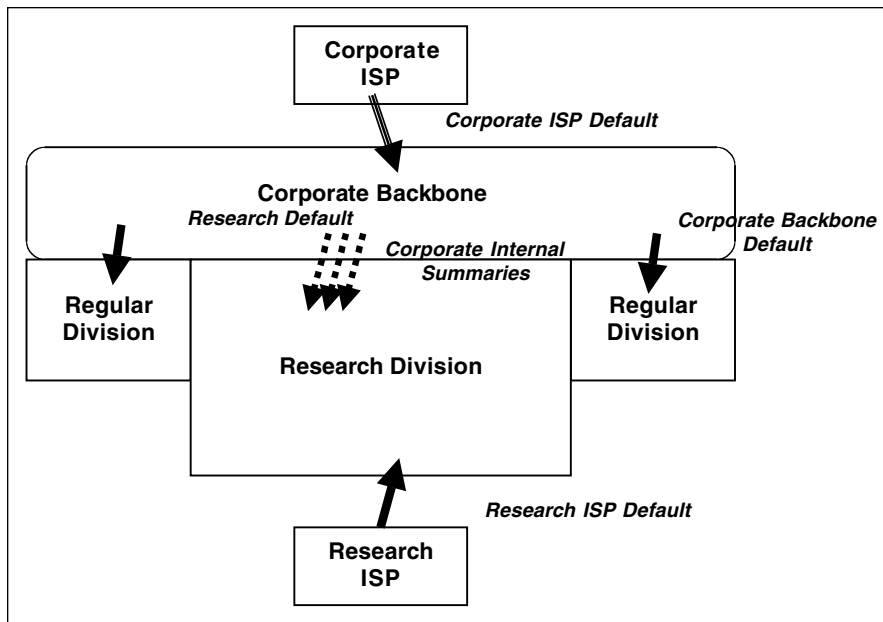 Corporate
ISP
Corporate ISP Default
Corporate Backbone
Research Default
Corporate Backbone
Default
Corporate Internal
Summaries
Regular
Division
Regular
Division
Research Division
Research ISP Default
Research
ISP